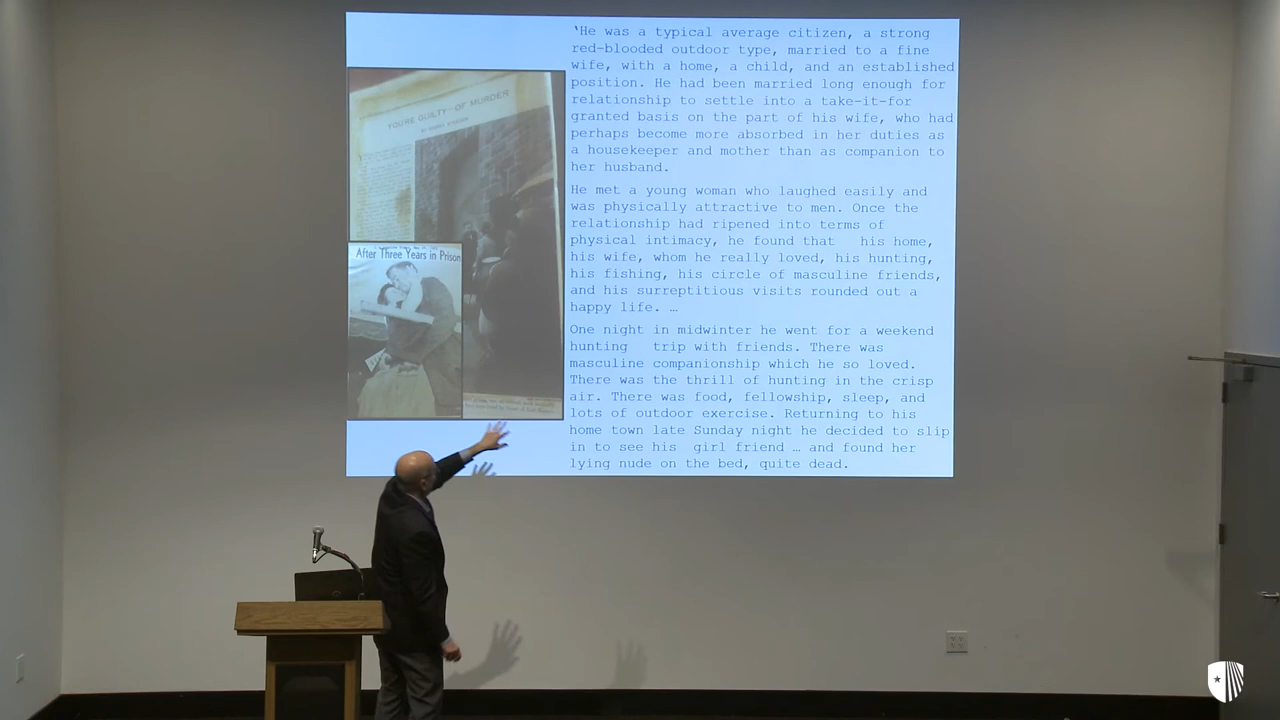 YOU'RE GUILTY—OF MURDER
After Three Years in Prison
‘He was a typical average citizen, a strong
red-blooded outdoor type, married to a fine
wife, with a home, a child, and an established
position. He had been married long enough for
relationship to settle into a take-it-for
granted basis on the part of his wife, who had
perhaps become more absorbed in her duties as
a housekeeper and mother than as companion to
her husband.
He met a young woman who laughed easily and
was physically attractive to men. Once the
relationship had ripened into terms of
physical intimacy, he found that his home,
his wife, whom he really loved, his hunting,
his fishing, his circle of masculine friends,
and his surreptitious visits rounded out a
happy life. …
One night in midwinter he went for a weekend
hunting trip with friends. There was
masculine companionship which he so loved.
There was the thrill of hunting in the crisp
air. There was food, fellowship, sleep, and
lots of outdoor exercise. Returning to his
home town late Sunday night he decided to slip
in to see his girl friend … and found her
lying nude on the bed, quite dead.